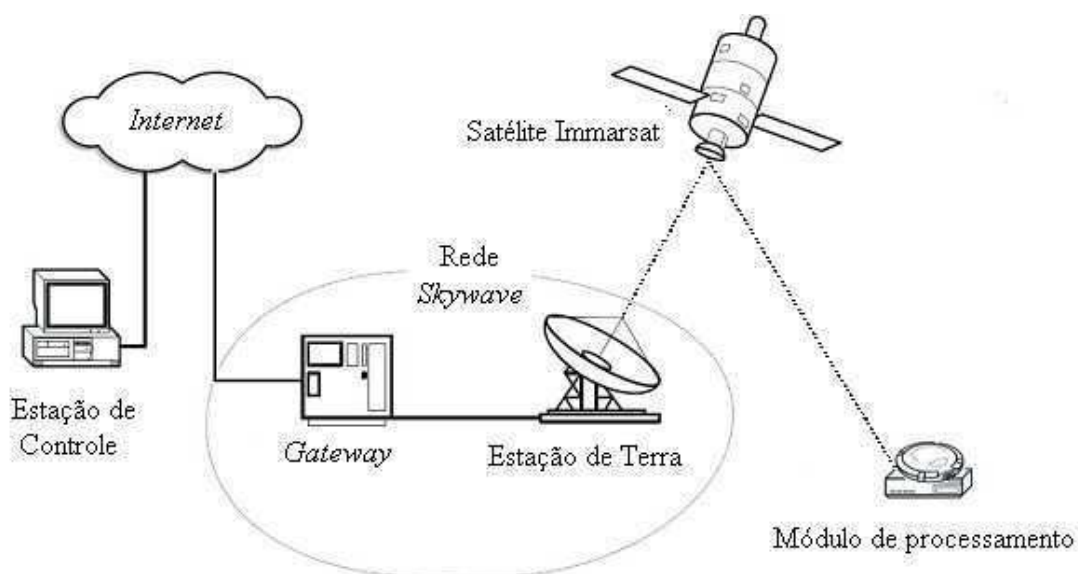 Internet
Satélite Immarsat
Rede
Skywave
Estação de
Controle
Gateway
Estação de Terra
Módulo de processamento